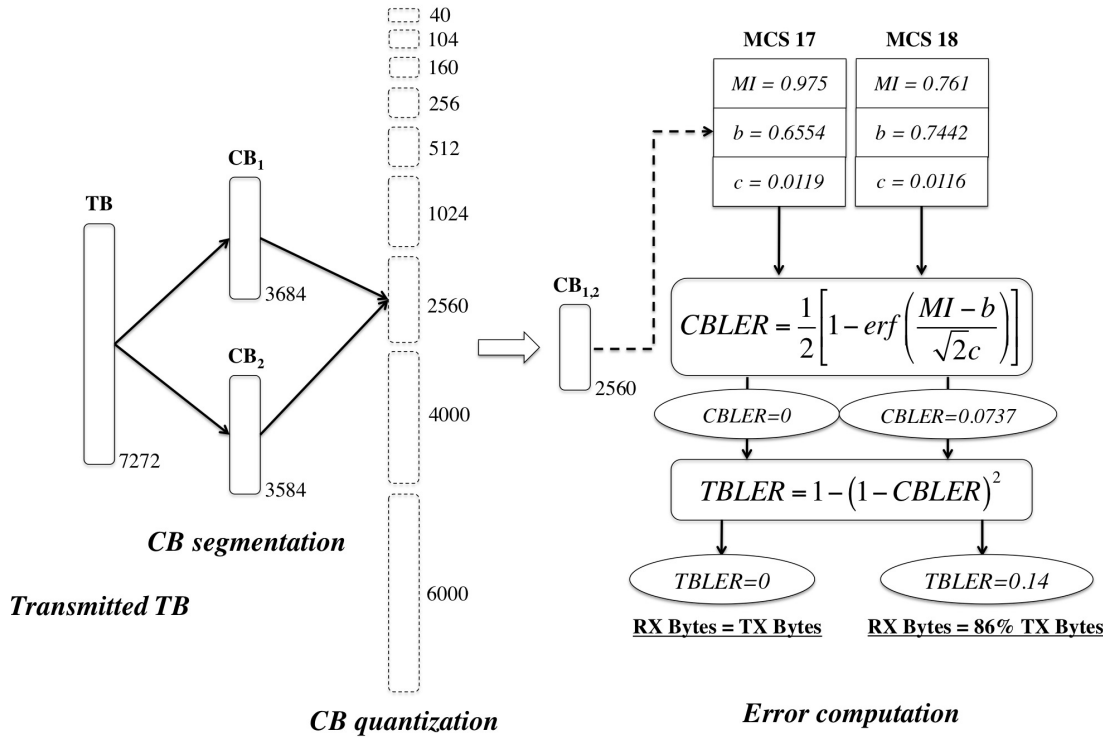 TB
7272
Transmitted TB
CB1
3684
CB2
3584
CB segmentation
40
104
160
256
512
1024
2560
4000
6000
CB quantization
CB1,2
2560
MCS 17
MI = 0.975
b = 0.6554
c = 0.0119
MCS 18
MI = 0.761
b = 0.7442
c = 0.0116
CBLER = 1/2 [1 - erf ((MI - b)/(√2c))]
CBLER=0
CBLER=0.0737
TBLER = 1 - (1 - CBLER)^2
TBLER=0
TBLER=0.14
RX Bytes = TX Bytes
RX Bytes = 86% TX Bytes
Error computation